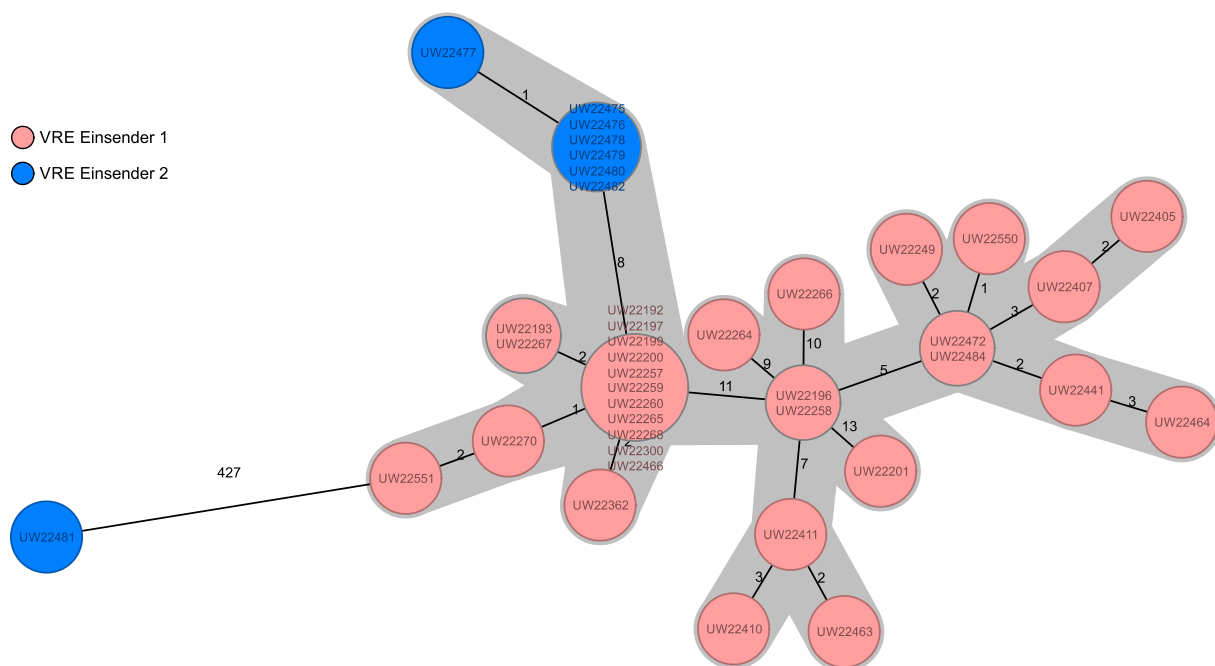 UW22477
1
UW22475
UW22476
UW22478
UW22479
UW22480
UW22482
VRE Einsender 1
VRE Einsender 2
8
UW22405
UW22249
UW22550
2
UW22407
2
1
3
UW22266
UW22192
UW22197
UW22199
UW22200
UW22257
UW22259
UW22260
UW22265
UW22268
UW22300
UW22466
UW22193
UW22267
2
UW22264
10
9
UW22472
UW22484
5
2
11
UW22196
UW22258
UW22441
3
UW22464
1
UW22270
13
2
2
427
UW22551
7
UW22201
UW22362
UW22481
UW22411
3
2
UW22410
UW22463